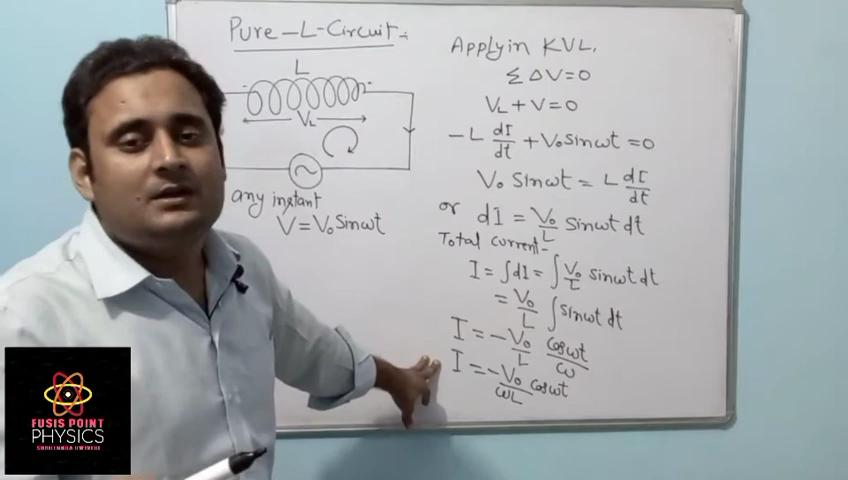 Pure-L-Circuit
L
VL
any instant
V = V₀ sinωt
Applyin KVL,
Σ ΔV = 0
VL + V = 0
-L dI/dt + V₀ sinωt = 0
V₀ sinωt = L dI/dt
or dI = V₀/L sinωt dt
Total current-
I = ∫dI = ∫ V₀/L sinωt dt
= V₀/L ∫ sinωt dt
I = - V₀/L cosωt/ω
I = - V₀/ωL cosωt
FUSIS POINT
PHYSICS